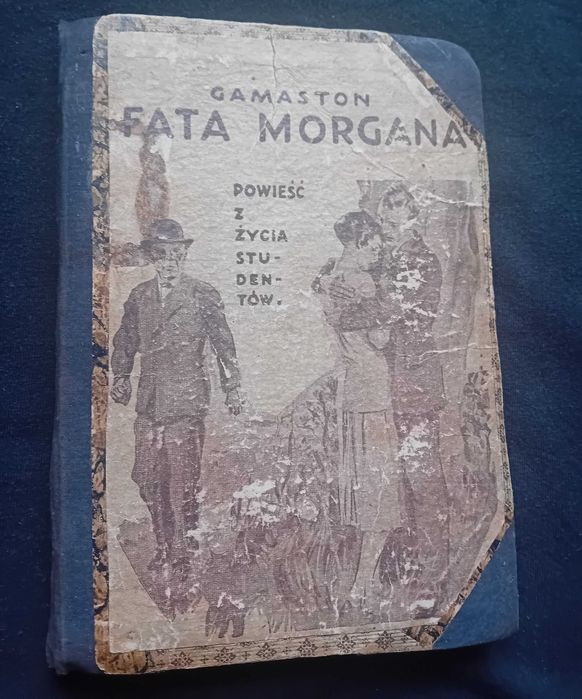 GAMASTON
FATA MORGANA
POWIEŚĆ
Z
ŻYCIA
STU-
DEN-
TÓW.